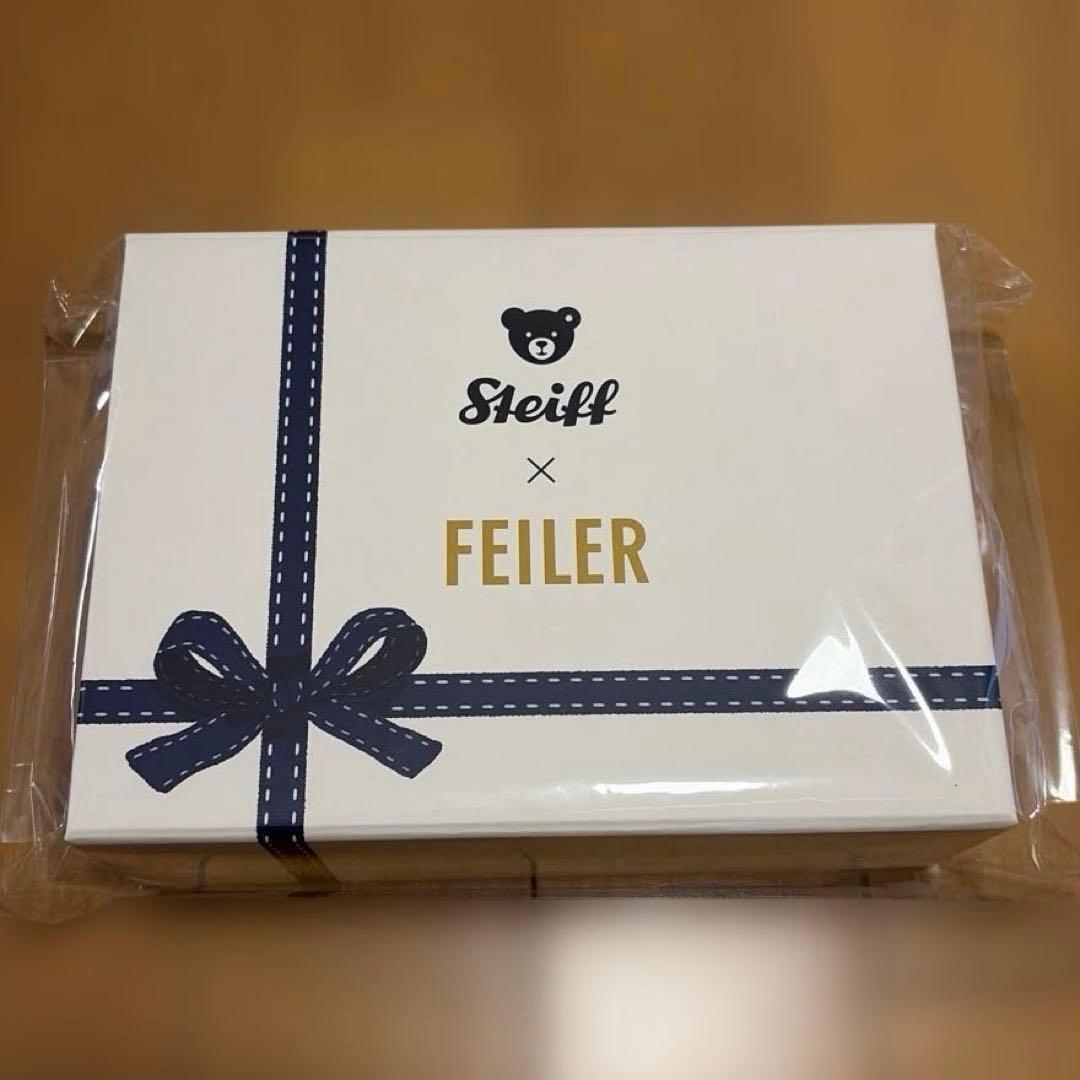 Steiff
×
FEILER